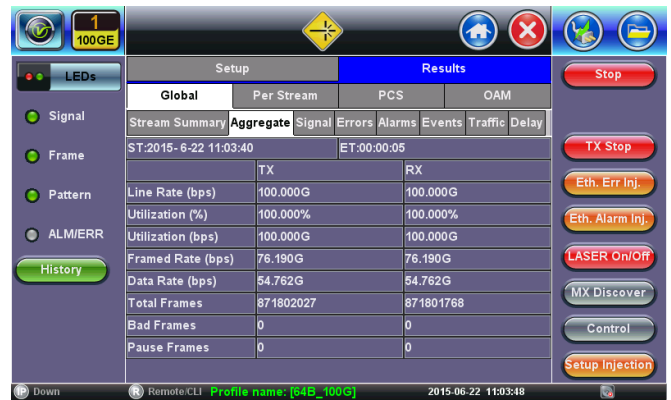 1
100GE
LEDs
Setup
Results
Stop
Global
Per Stream
PCS
OAM
Signal
Stream Summary
Aggregate
Signal
Errors
Alarms
Events
Traffic
Delay
ST:2015- 6-22 11:03:40
ET:00:00:05
TX Stop
Frame
TX
RX
Line Rate (bps)
100.000G
100.000G
Eth. Err Inj.
Pattern
Utilization (%)
100.000%
100.000%
Eth. Alarm Inj.
ALM/ERR
Utilization (bps)
100.000G
100.000G
Framed Rate (bps)
76.190G
76.190G
LASER On/Off
History
Data Rate (bps)
54.762G
54.762G
MX Discover
Total Frames
871802027
871801768
Bad Frames
0
0
Control
Pause Frames
0
0
Setup Injection
IP Down
R Remote/CLI
Profile name: [64B_100G]
2015-06-22 11:03:48